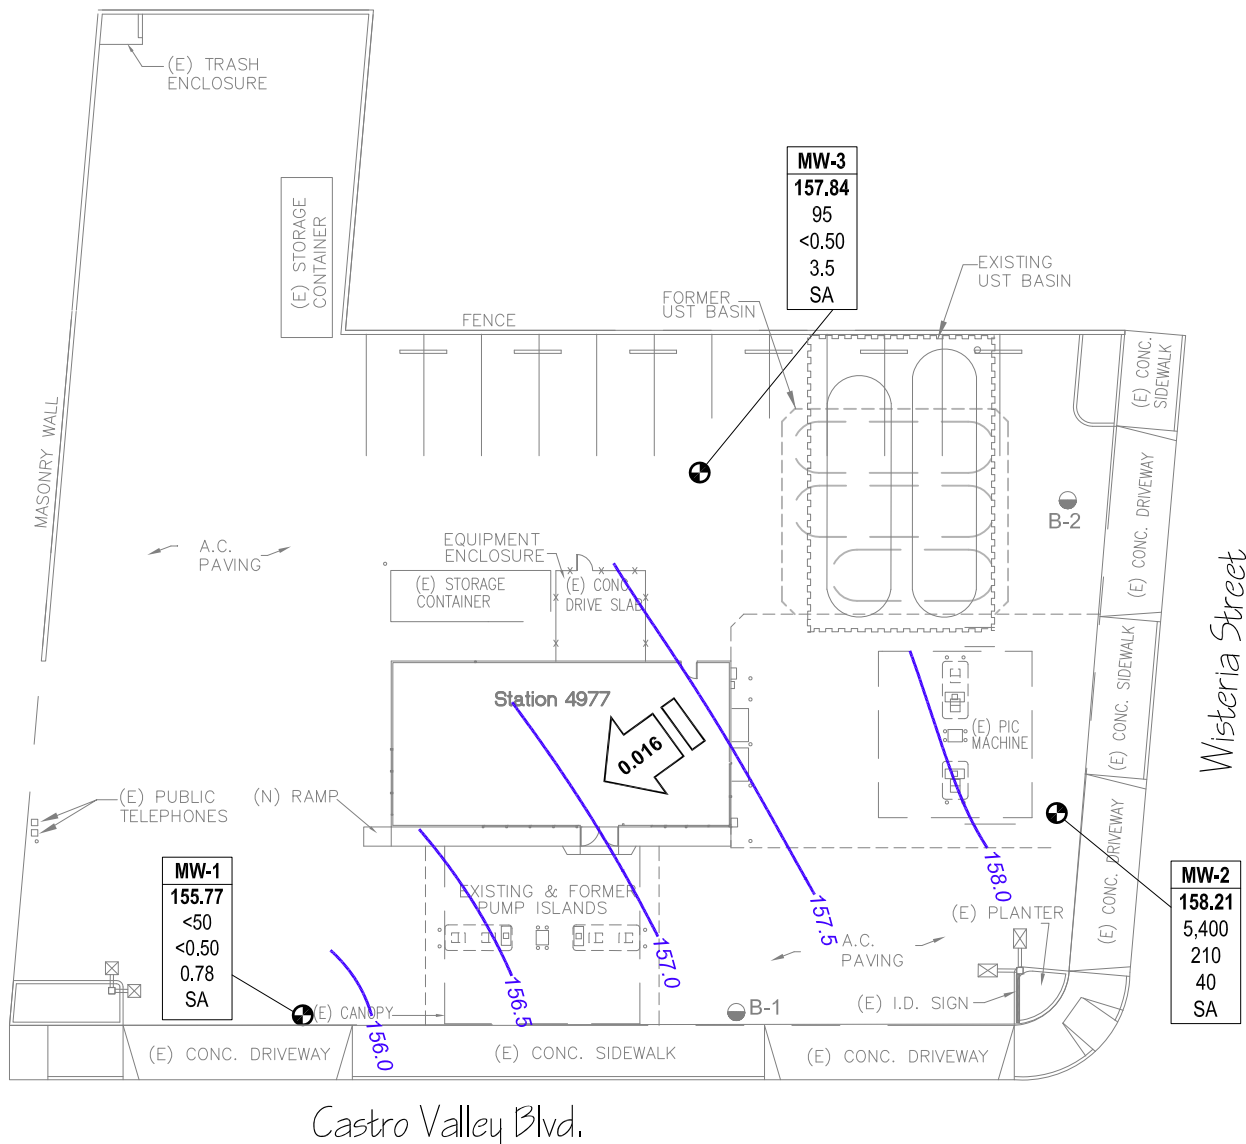 (E) TRASH
ENCLOSURE
(E) STORAGE
CONTAINER
MW-3
157.84
95
<0.50
3.5
SA
EXISTING
UST BASIN
FORMER
UST BASIN
FENCE
(E) CONC.
SIDEWALK
MASONRY WALL
(E) CONC. DRIVEWAY
B-2
A.C.
PAVING
EQUIPMENT
ENCLOSURE
(E) STORAGE
CONTAINER
(E) CONC.
DRIVE SLAB
Wisteria Street
(E) CONC. SIDEWALK
Station 4977
0.016
(E) PIC
MACHINE
(E) PUBLIC
TELEPHONES
(N) RAMP
(E) CONC. DRIVEWAY
MW-1
155.77
<50
<0.50
0.78
SA
EXISTING & FORMER
PUMP ISLANDS
158.0
157.5
157.0
156.5
156.0
MW-2
158.21
5,400
210
40
SA
(E) PLANTER
A.C.
PAVING
(E) I.D. SIGN
(E) CANOPY
B-1
(E) CONC. DRIVEWAY
(E) CONC. SIDEWALK
(E) CONC. DRIVEWAY
Castro Valley Blvd.